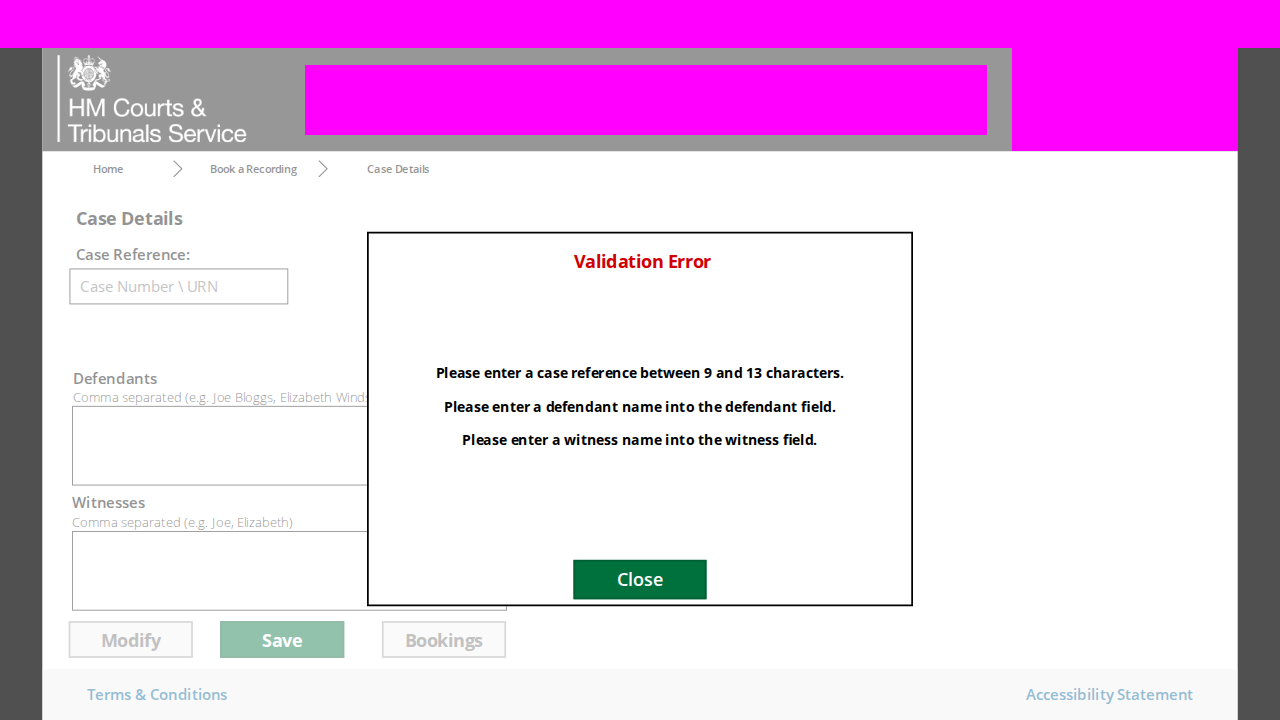 HM Courts &
Tribunals Service
Home
Book a Recording
Case Details
Case Details
Case Reference:
Case Number \ URN
Validation Error
Please enter a case reference between 9 and 13 characters.
Please enter a defendant name into the defendant field.
Please enter a witness name into the witness field.
Close
Defendants
Comma separated (e.g. Joe Bloggs, Elizabeth
Witnesses
Comma separated (e.g. Joe, Elizabeth)
Modify
Save
Bookings
Terms & Conditions
Accessibility Statement